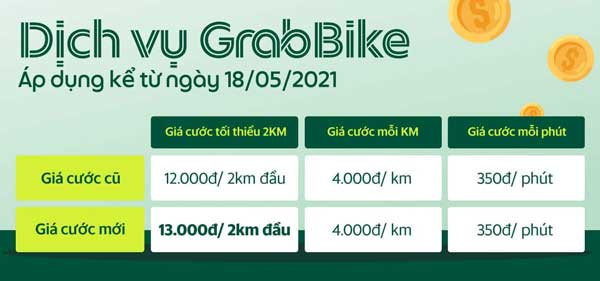 Dịch vụ GrabBike
Áp dụng kể từ ngày 18/05/2021
Giá cước tối thiểu 2KM Giá cước mỗi KM Giá cước mỗi phút
Giá cước cũ 12.000đ/ 2km đầu 4.000đ/ km 350đ/ phút
Giá cước mới 13.000đ/ 2km đầu 4.000đ/ km 350đ/ phút